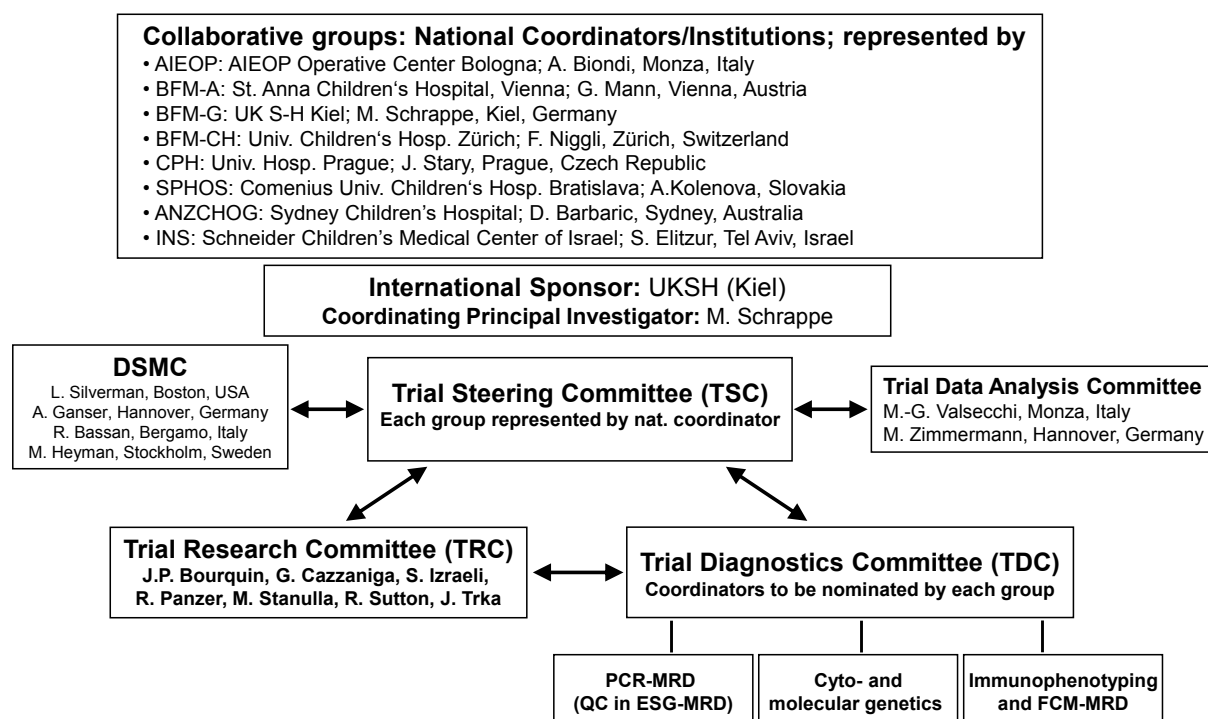 Collaborative groups: National Coordinators/Institutions; represented by
• AIEOP: AIEOP Operative Center Bologna; A. Biondi, Monza, Italy
• BFM-A: St. Anna Children‘s Hospital, Vienna; G. Mann, Vienna, Austria
• BFM-G: UK S-H Kiel; M. Schrappe, Kiel, Germany
• BFM-CH: Univ. Children‘s Hosp. Zürich; F. Niggli, Zürich, Switzerland
• CPH: Univ. Hosp. Prague; J. Stary, Prague, Czech Republic
• SPHOS: Comenius Univ. Children's Hosp. Bratislava; A.Kolenova, Slovakia
• ANZCHOG: Sydney Children’s Hospital; D. Barbaric, Sydney, Australia
• INS: Schneider Children’s Medical Center of Israel; S. Elitzur, Tel Aviv, Israel
International Sponsor: UKSH (Kiel)
Coordinating Principal Investigator: M. Schrappe
DSMC
L. Silverman, Boston, USA
A. Ganser, Hannover, Germany
R. Bassan, Bergamo, Italy
M. Heyman, Stockholm, Sweden
Trial Steering Committee (TSC)
Each group represented by nat. coordinator
Trial Data Analysis Committee
M.-G. Valsecchi, Monza, Italy
M. Zimmermann, Hannover, Germany
Trial Research Committee (TRC)
J.P. Bourquin, G. Cazzaniga, S. Izraeli,
R. Panzer, M. Stanulla, R. Sutton, J. Trka
Trial Diagnostics Committee (TDC)
Coordinators to be nominated by each group
PCR-MRD
(QC in ESG-MRD)
Cyto- and
molecular genetics
Immunophenotyping
and FCM-MRD